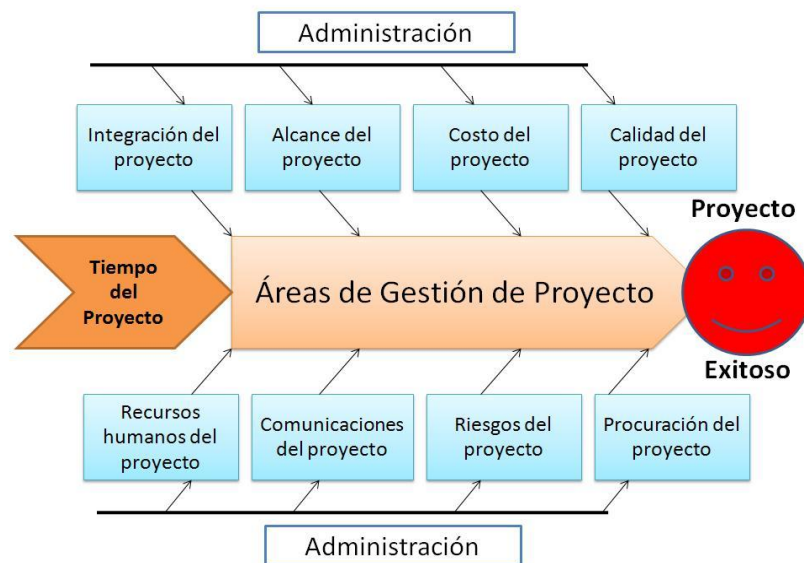 Administración
Integración del
proyecto
Alcance del
proyecto
Costo del
proyecto
Calidad del
proyecto
Proyecto
Tiempo
del
Proyecto
Áreas de Gestión de Proyecto
Exitoso
Recursos
humanos del
proyecto
Comunicaciones
del proyecto
Riesgos del
proyecto
Procuración del
proyecto
Administración